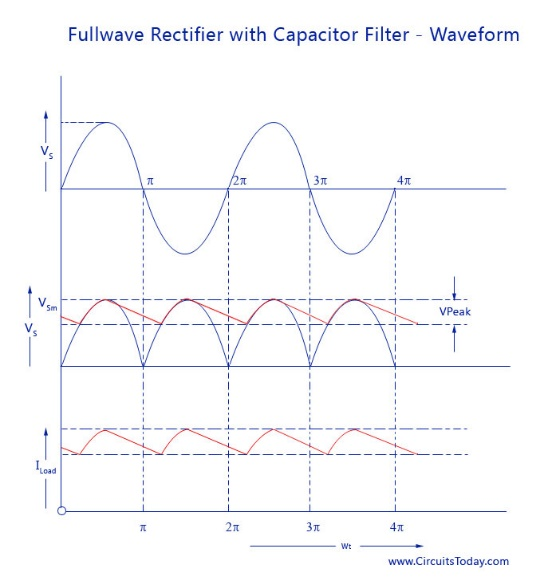 Fullwave Rectifier with Capacitor Filter - Waveform
Vs
π
2π
3π
4π
VSm
Vs
VPeak
ILoad
π
2π
3π
4π
Wt
www.CircuitsToday.com